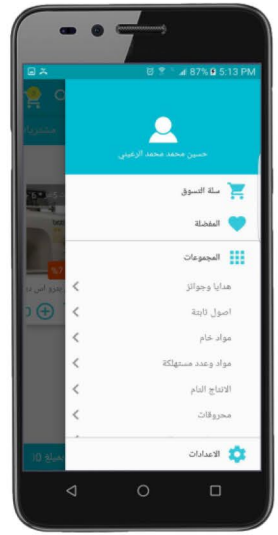 87% 5:13 PM
حسين محمد محمد الرعيني
سلة التسوق
المفضلة
المجموعات
هدايا وجوائز
اصول ثابتة
مواد خام
مواد وعدد مستهلكة
الانتاج التام
محروقات
الاعدادات